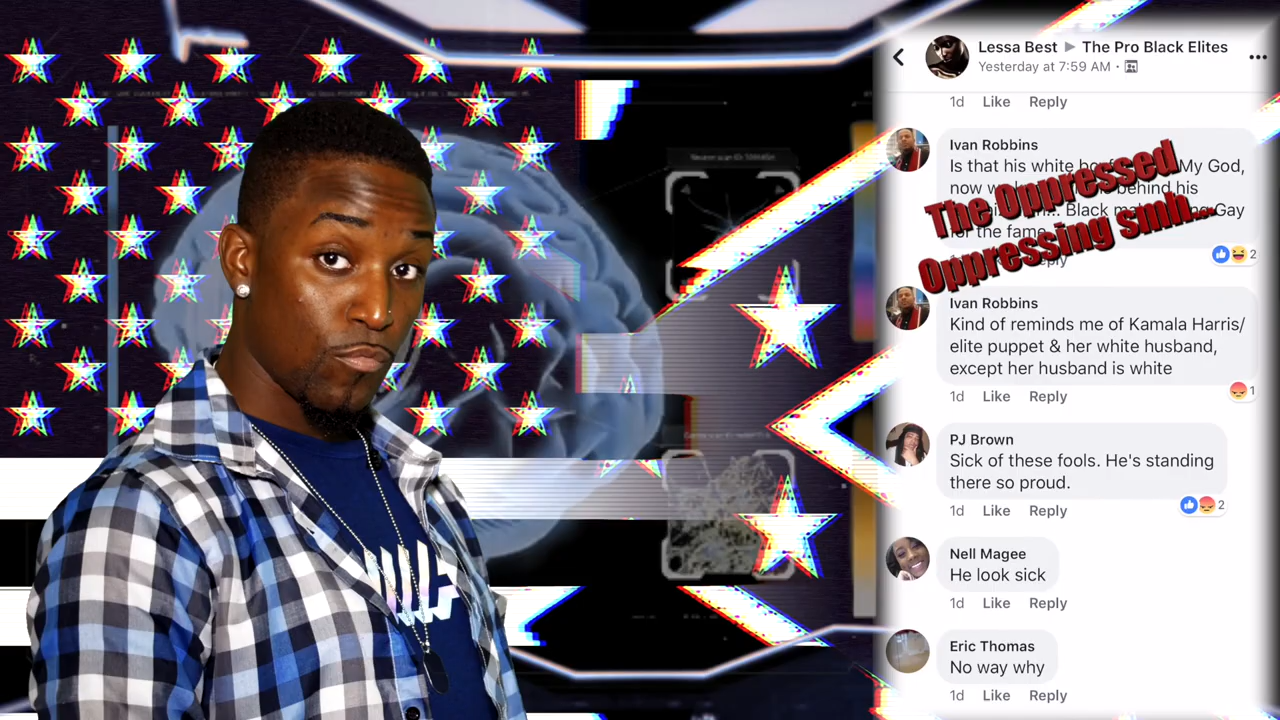 Lessa Best ▶ The Pro Black Elites
Yesterday at 7:59 AM ·
1d Like Reply
Ivan Robbins
Is that his white My God,
now behind his
Black Gay
for the fame
The Oppressed
Oppressing smh...
2
Ivan Robbins
Kind of reminds me of Kamala Harris/
elite puppet & her white husband,
except her husband is white
1d Like Reply
1
PJ Brown
Sick of these fools. He's standing
there so proud.
1d Like Reply
2
Nell Magee
He look sick
1d Like Reply
Eric Thomas
No way why
1d Like Reply